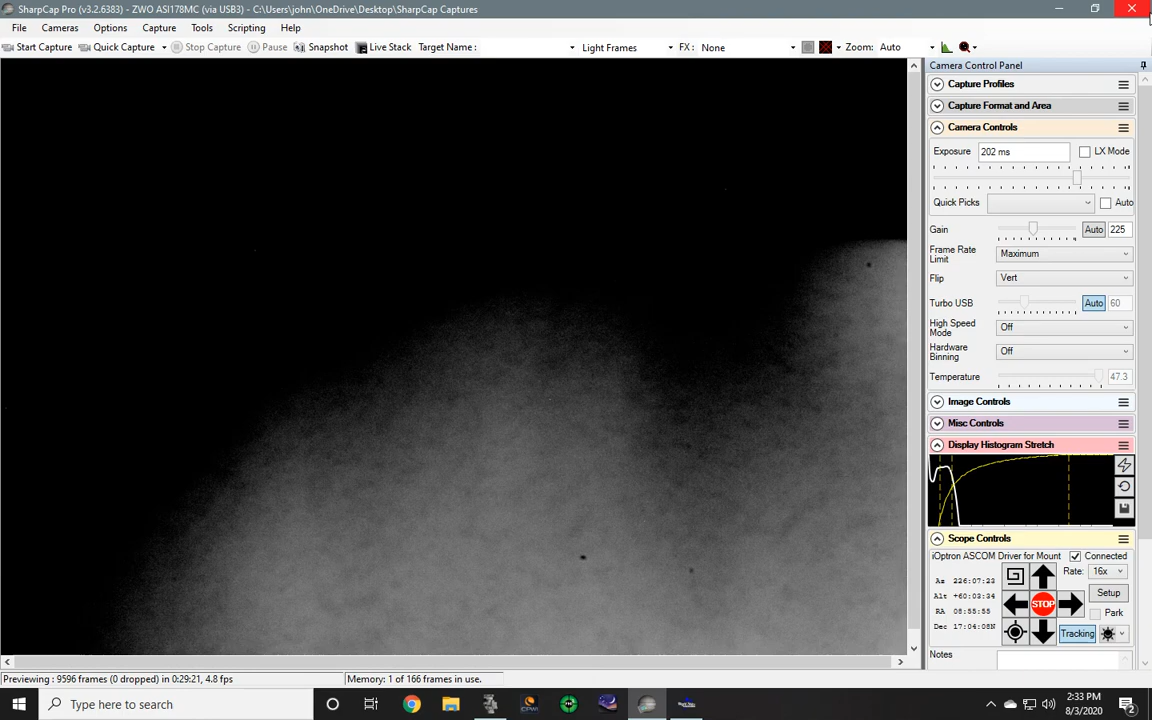 SharpCap Pro (v3.2.6383) - ZWO ASI178MC (via USB3) - C:\Users\john\OneDrive\Desktop\SharpCap Captures
File Cameras Options Capture Tools Scripting Help
Start Capture Quick Capture Stop Capture Pause Snapshot Live Stack Target Name: Light Frames FX: None Zoom: Auto
Camera Control Panel
Capture Profiles
Capture Format and Area
Camera Controls
Exposure 202 ms LX Mode
Quick Picks Auto
Gain Auto 225
Frame Rate
Limit Maximum
Flip Vert
Turbo USB Auto 60
High Speed
Mode Off
Hardware
Binning Off
Temperature 47.3
Image Controls
Misc Controls
Display Histogram Stretch
Scope Controls
iOptron ASCOM Driver for Mount Connected
Rate: 16x
Az 226:07:23
Alt +60:03:34
RA 08:55:55
Dec 17:04:08N
STOP
Setup
Park
Tracking
Notes
Previewing : 9596 frames (0 dropped) in 0:29:21, 4.8 fps Memory: 1 of 166 frames in use.
Type here to search
2:33 PM
8/3/2020
2